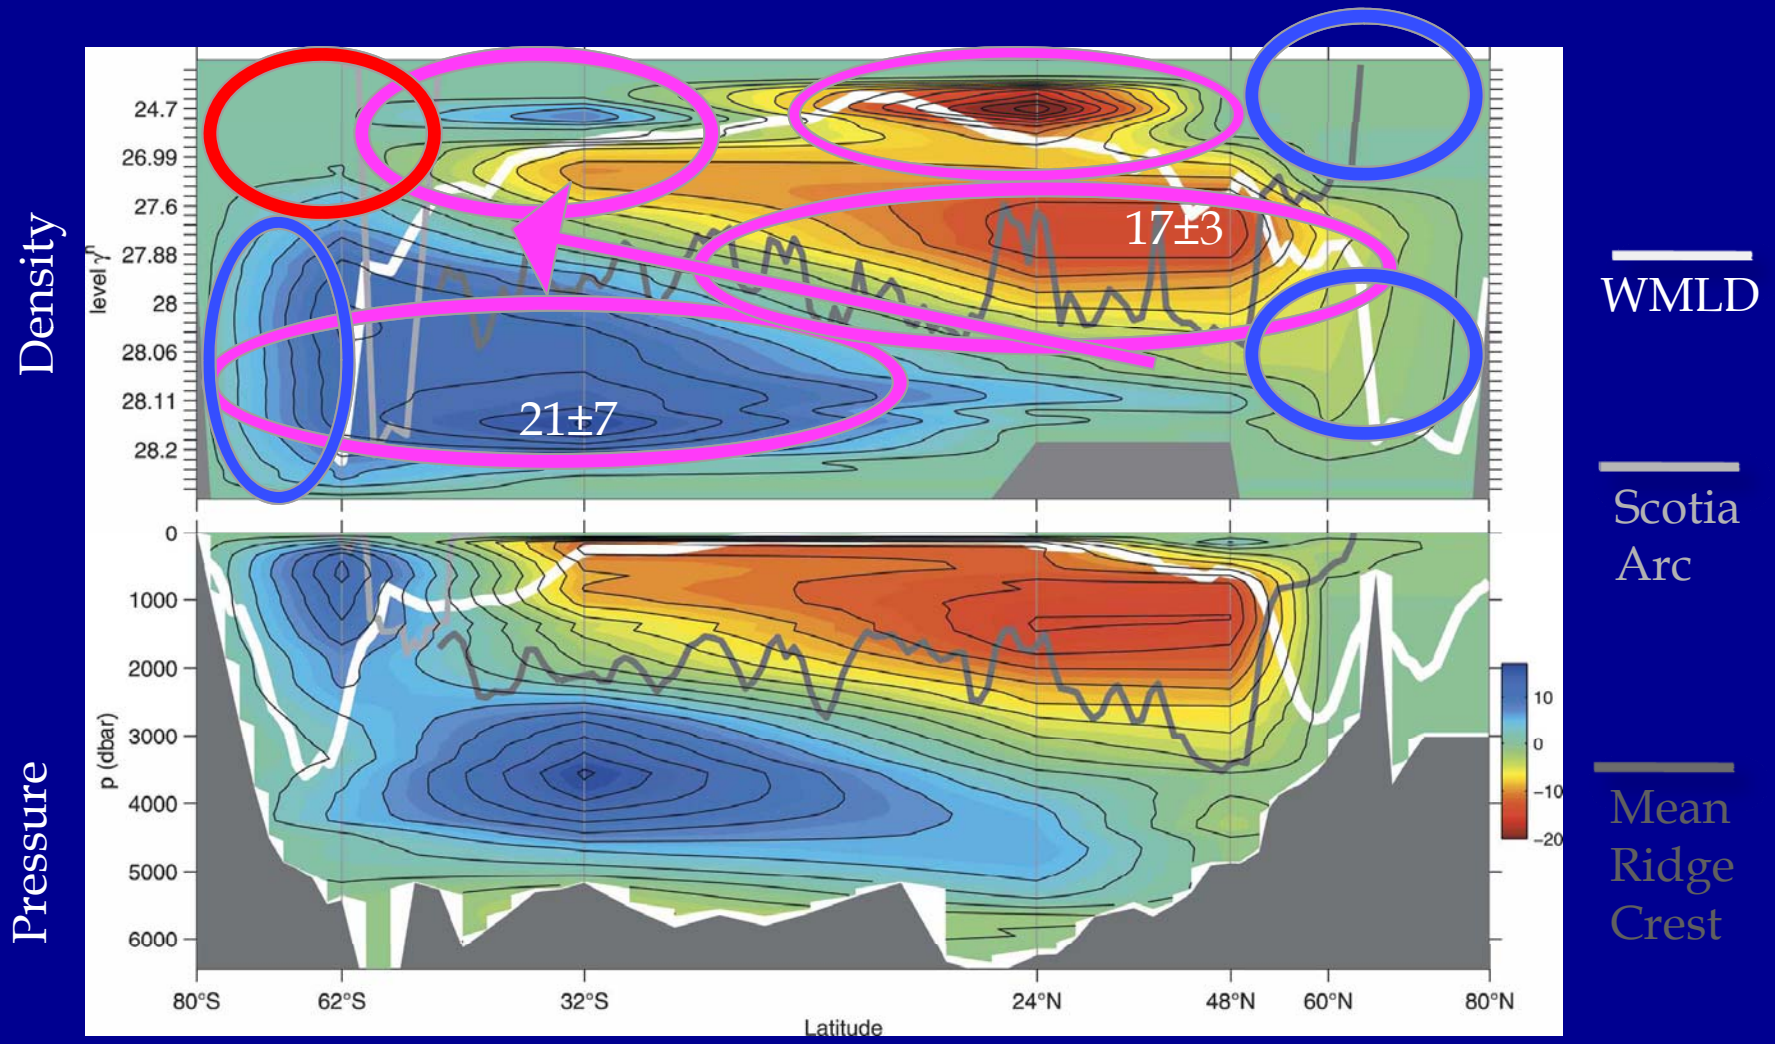 Density
level γⁿ
24.7
26.99
27.6
27.88
28
28.06
28.11
28.2
17±3
21±7
WMLD
Scotia
Arc
Mean
Ridge
Crest
Pressure
p (dbar)
0
1000
2000
3000
4000
5000
6000
10
0
−10
−20
80°S
62°S
32°S
24°N
48°N
60°N
80°N
Latitude